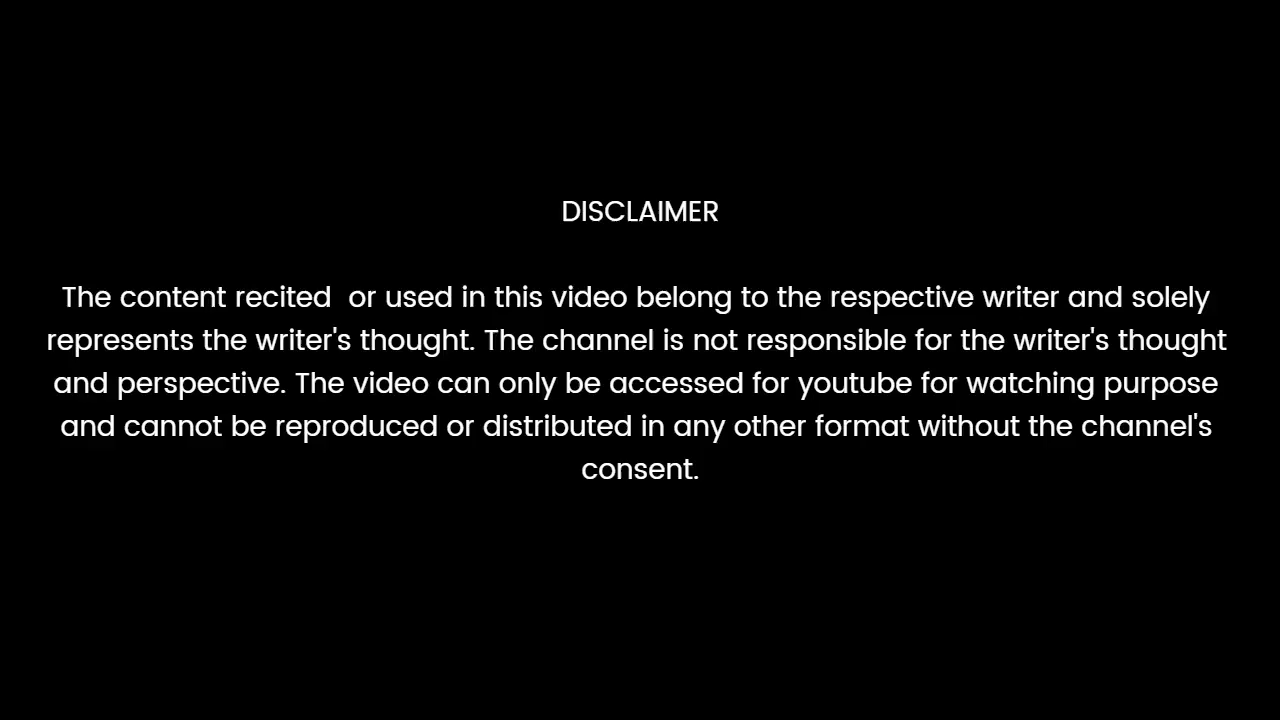 DISCLAIMER
The content recited  or used in this video belong to the respective writer and solely
represents the writer's thought. The channel is not responsible for the writer's thought
and perspective. The video can only be accessed for youtube for watching purpose
and cannot be reproduced or distributed in any other format without the channel's
consent.